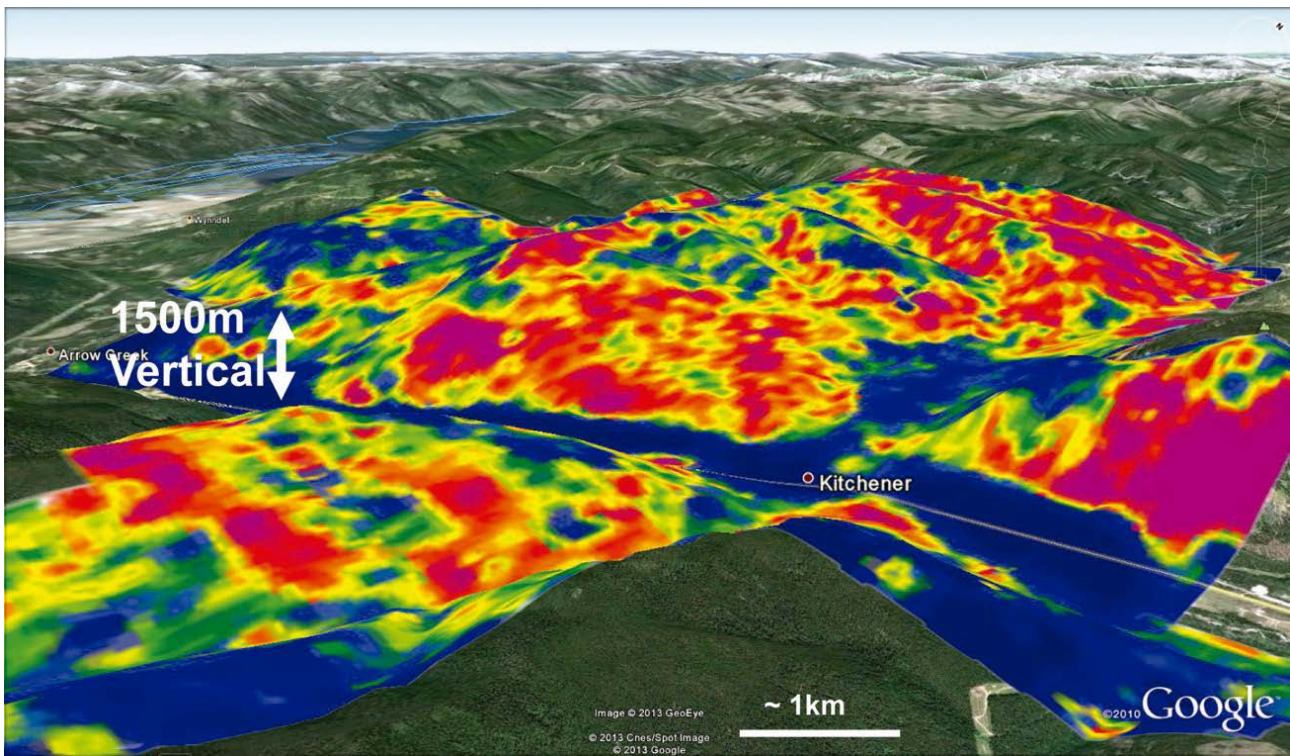 Wynndel
1500m
Vertical
Arrow Creek
Kitchener
~ 1km
Image © 2013 GeoEye
© 2013 Cnes/Spot Image
© 2013 Google
©2010 Google